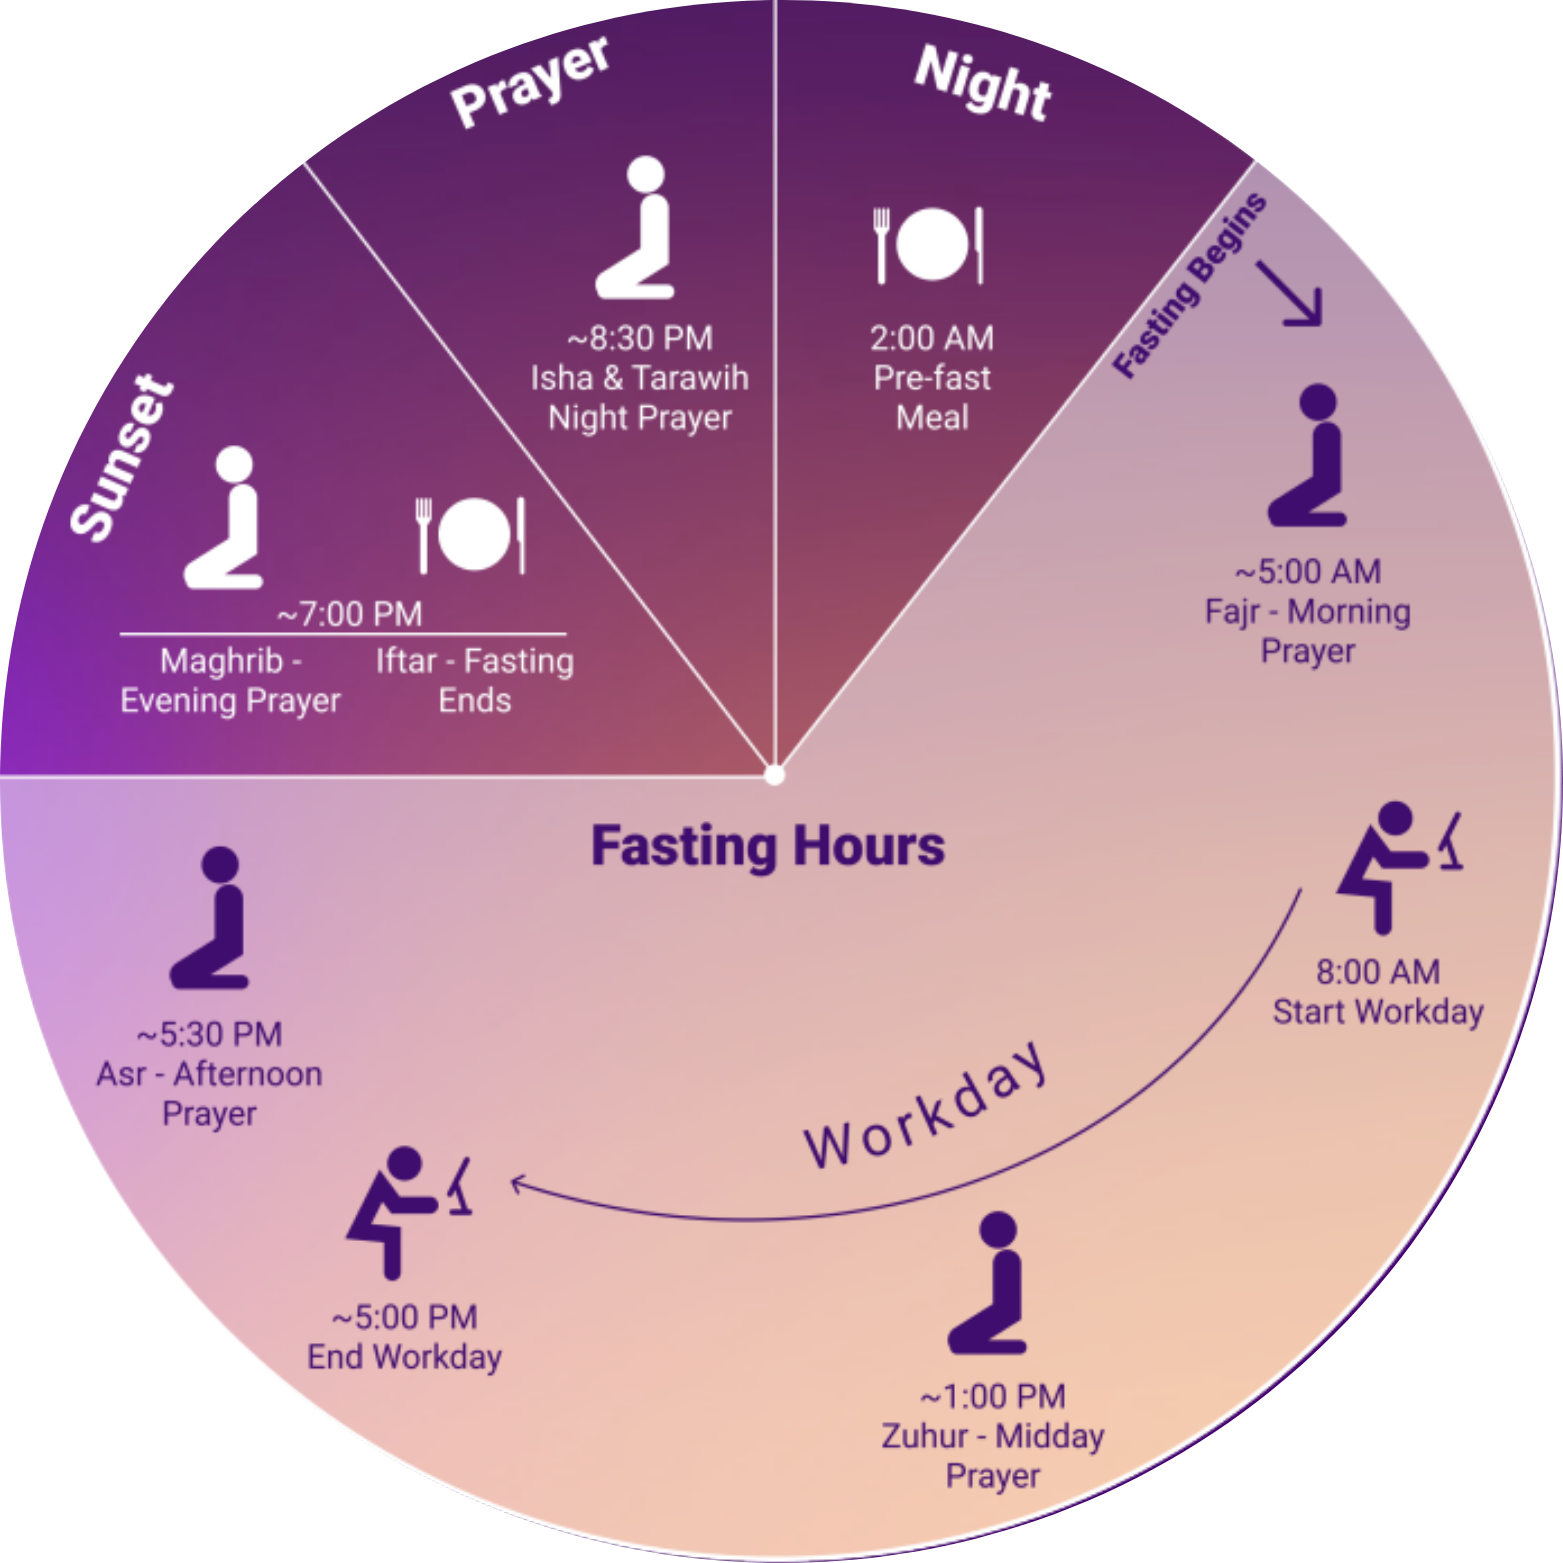 Prayer
~8:30 PM
Isha & Tarawih
Night Prayer
Night
2:00 AM
Pre-fast
Meal
Fasting Begins
~5:00 AM
Fajr - Morning
Prayer
8:00 AM
Start Workday
Workday
~1:00 PM
Zuhur - Midday
Prayer
~5:00 PM
End Workday
~5:30 PM
Asr - Afternoon
Prayer
Fasting Hours
Sunset
~7:00 PM
Maghrib -
Evening Prayer
Iftar - Fasting
Ends